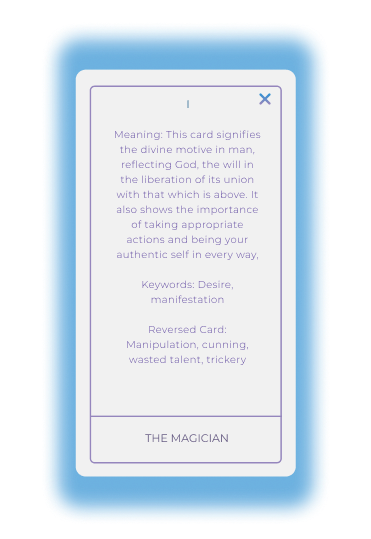 I
Meaning: This card signifies
the divine motive in man,
reflecting God, the will in
the liberation of its union
with that which is above. It
also shows the importance
of taking appropriate
actions and being your
authentic self in every way,
Keywords: Desire,
manifestation
Reversed Card:
Manipulation, cunning,
wasted talent, trickery
THE MAGICIAN